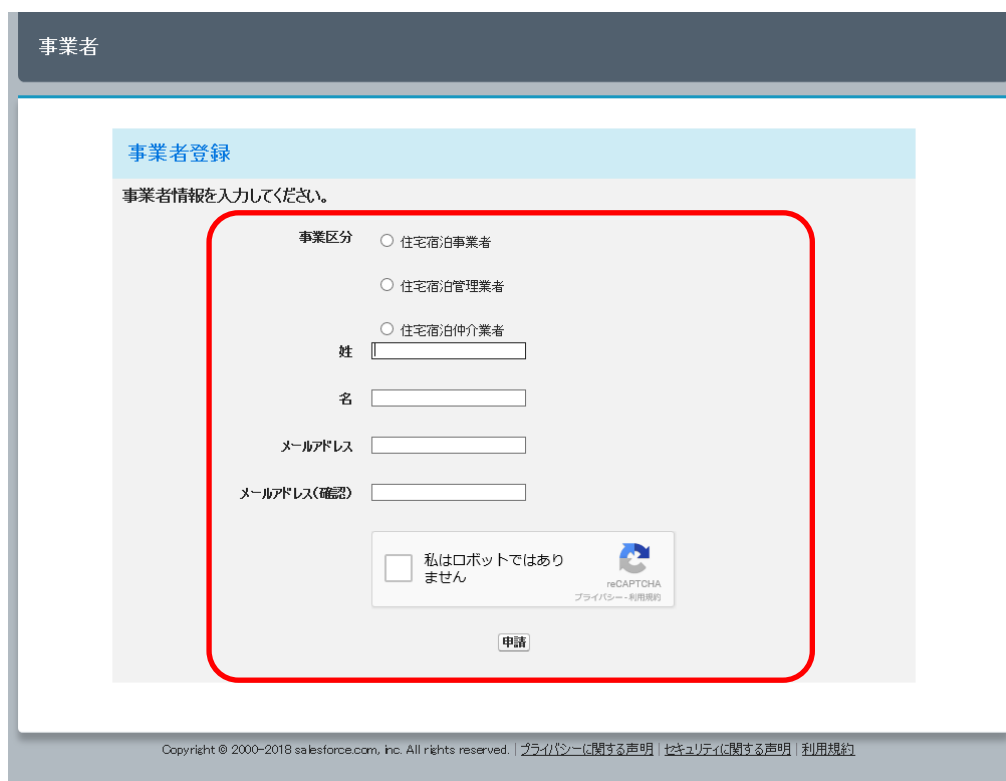 事業者
事業者登録
事業者情報を入力してください。
事業区分
住宅宿泊事業者
住宅宿泊管理業者
住宅宿泊仲介業者
姓
名
メールアドレス
メールアドレス(確認)
私はロボットではあり
ません
reCAPTCHA
プライバシー - 利用規約
申請
Copyright © 2000-2018 salesforce.com, inc. All rights reserved. | プライバシーに関する声明 | セキュリティに関する声明 | 利用規約